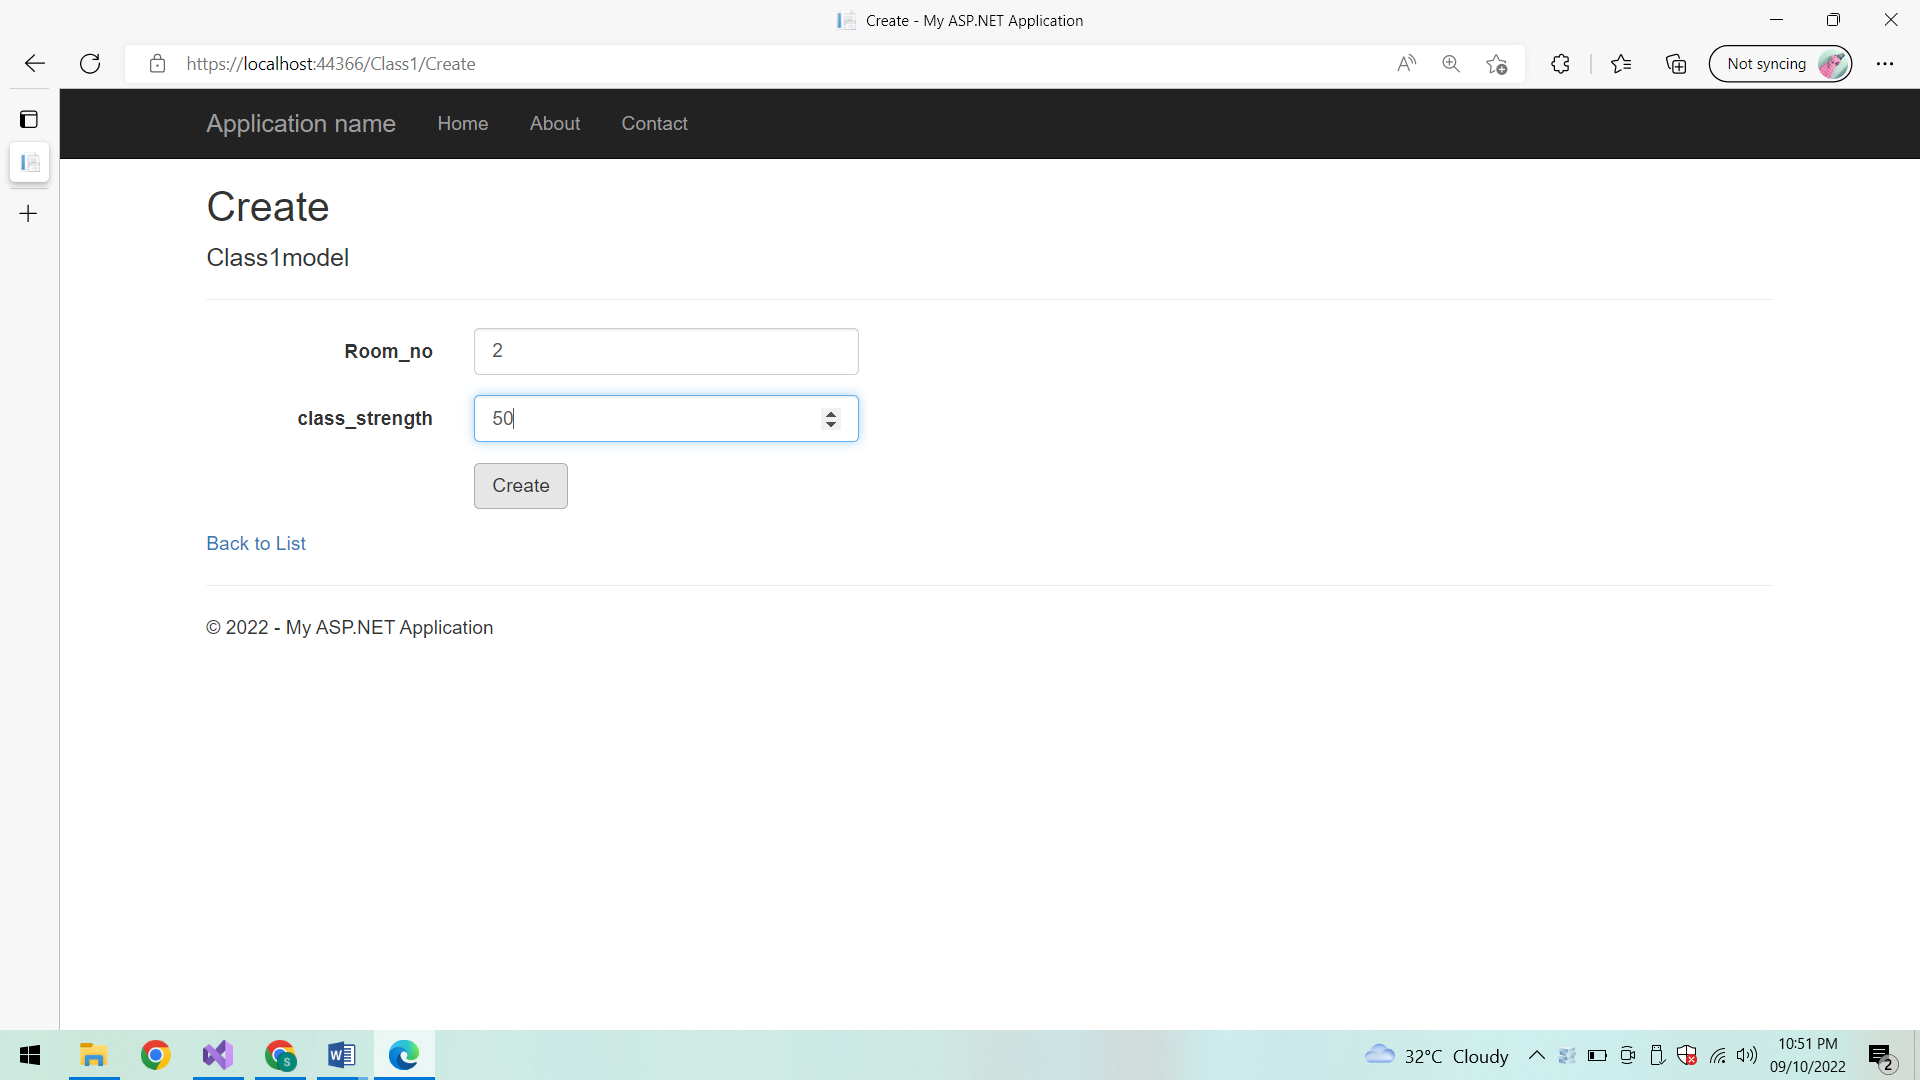 Create - My ASP.NET Application
https://localhost:44366/Class1/Create
Not syncing
Application name Home About Contact
Create
Class1model
Room_no 2
class_strength 50
Create
Back to List
© 2022 - My ASP.NET Application
32°C Cloudy
10:51 PM
09/10/2022
2